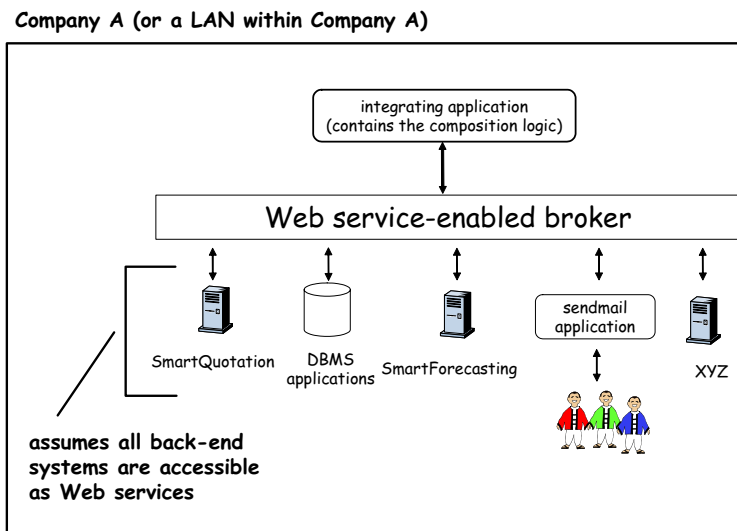 Company A (or a LAN within Company A)
integrating application
(contains the composition logic)
Web service-enabled broker
SmartQuotation
DBMS
applications
SmartForecasting
sendmail
application
XYZ
assumes all back-end
systems are accessible
as Web services